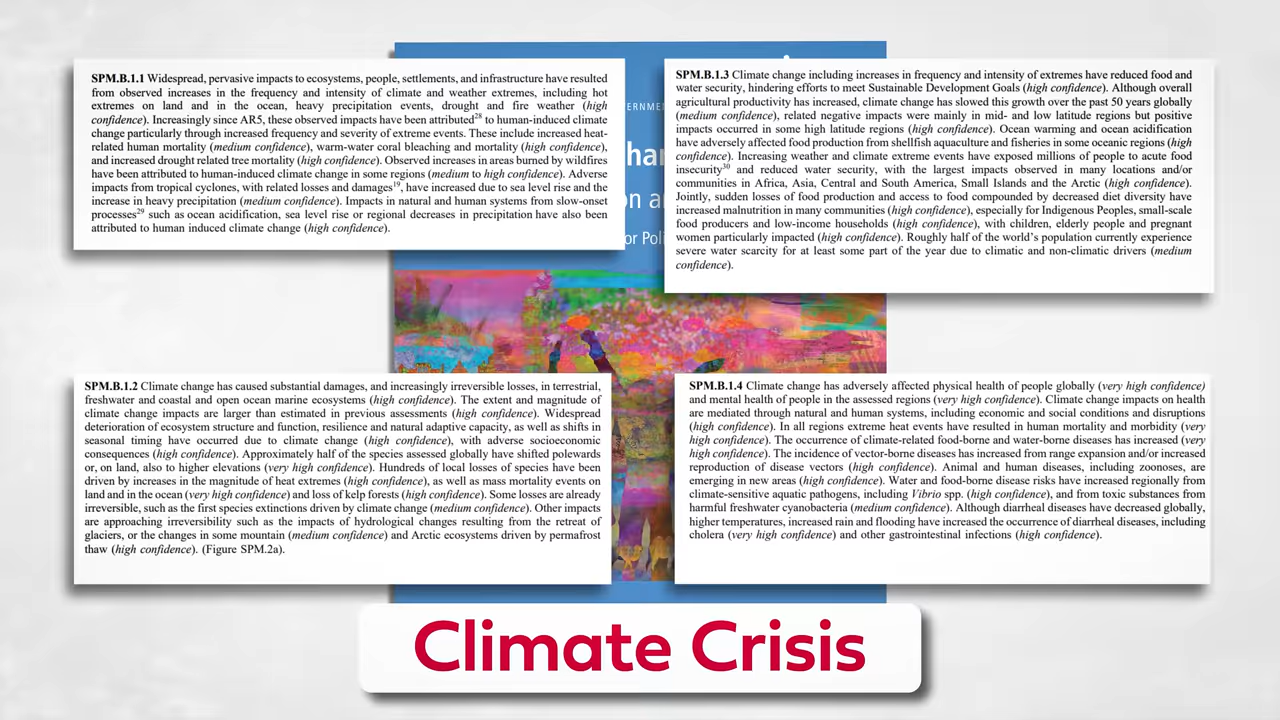 SPM.B.1.1 Widespread, pervasive impacts to ecosystems, people, settlements, and infrastructure have resulted
from observed increases in the frequency and intensity of climate and weather extremes, including hot
extremes on land and in the ocean, heavy precipitation events, drought and fire weather (high
confidence). Increasingly since AR5, these observed impacts have been attributed28 to human-induced climate
change particularly through increased frequency and severity of extreme events. These include increased heat-
related human mortality (medium confidence), warm-water coral bleaching and mortality (high confidence),
and increased drought related tree mortality (high confidence). Observed increases in areas burned by wildfires
have been attributed to human-induced climate change in some regions (medium to high confidence). Adverse
impacts from tropical cyclones, with related losses and damages19, have increased due to sea level rise and the
increase in heavy precipitation (medium confidence). Impacts in natural and human systems from slow-onset
processes29 such as ocean acidification, sea level rise or regional decreases in precipitation have also been
attributed to human induced climate change (high confidence).
SPM.B.1.3 Climate change including increases in frequency and intensity of extremes have reduced food and
water security, hindering efforts to meet Sustainable Development Goals (high confidence). Although overall
agricultural productivity has increased, climate change has slowed this growth over the past 50 years globally
(medium confidence), related negative impacts were mainly in mid- and low latitude regions but positive
impacts occurred in some high latitude regions (high confidence). Ocean warming and ocean acidification
have adversely affected food production from shellfish aquaculture and fisheries in some oceanic regions (high
confidence). Increasing weather and climate extreme events have exposed millions of people to acute food
insecurity30 and reduced water security, with the largest impacts observed in many locations and/or
communities in Africa, Asia, Central and South America, Small Islands and the Arctic (high confidence).
Jointly, sudden losses of food production and access to food compounded by decreased diet diversity have
increased malnutrition in many communities (high confidence), especially for Indigenous Peoples, small-scale
food producers and low-income households (high confidence), with children, elderly people and pregnant
women particularly impacted (high confidence). Roughly half of the world's population currently experience
severe water scarcity for at least some part of the year due to climatic and non-climatic drivers (medium
confidence).
SPM.B.1.2 Climate change has caused substantial damages, and increasingly irreversible losses, in terrestrial,
freshwater and coastal and open ocean marine ecosystems (high confidence). The extent and magnitude of
climate change impacts are larger than estimated in previous assessments (high confidence). Widespread
deterioration of ecosystem structure and function, resilience and natural adaptive capacity, as well as shifts in
seasonal timing have occurred due to climate change (high confidence), with adverse socioeconomic
consequences (high confidence). Approximately half of the species assessed globally have shifted polewards
or, on land, also to higher elevations (very high confidence). Hundreds of local losses of species have been
driven by increases in the magnitude of heat extremes (high confidence), as well as mass mortality events on
land and in the ocean (very high confidence) and loss of kelp forests (high confidence). Some losses are already
irreversible, such as the first species extinctions driven by climate change (medium confidence). Other impacts
are approaching irreversibility such as the impacts of hydrological changes resulting from the retreat of
glaciers, or the changes in some mountain (medium confidence) and Arctic ecosystems driven by permafrost
thaw (high confidence). (Figure SPM.2a).
SPM.B.1.4 Climate change has adversely affected physical health of people globally (very high confidence)
and mental health of people in the assessed regions (very high confidence). Climate change impacts on health
are mediated through natural and human systems, including economic and social conditions and disruptions
(high confidence). In all regions extreme heat events have resulted in human mortality and morbidity (very
high confidence). The occurrence of climate-related food-borne and water-borne diseases has increased (very
high confidence). The incidence of vector-borne diseases has increased from range expansion and/or increased
reproduction of disease vectors (high confidence). Animal and human diseases, including zoonoses, are
emerging in new areas (high confidence). Water and food-borne disease risks have increased regionally from
climate-sensitive aquatic pathogens, including Vibrio spp. (high confidence), and from toxic substances from
harmful freshwater cyanobacteria (medium confidence). Although diarrheal diseases have decreased globally,
higher temperatures, increased rain and flooding have increased the occurrence of diarrheal diseases, including
cholera (very high confidence) and other gastrointestinal infections (high confidence).
Climate Crisis